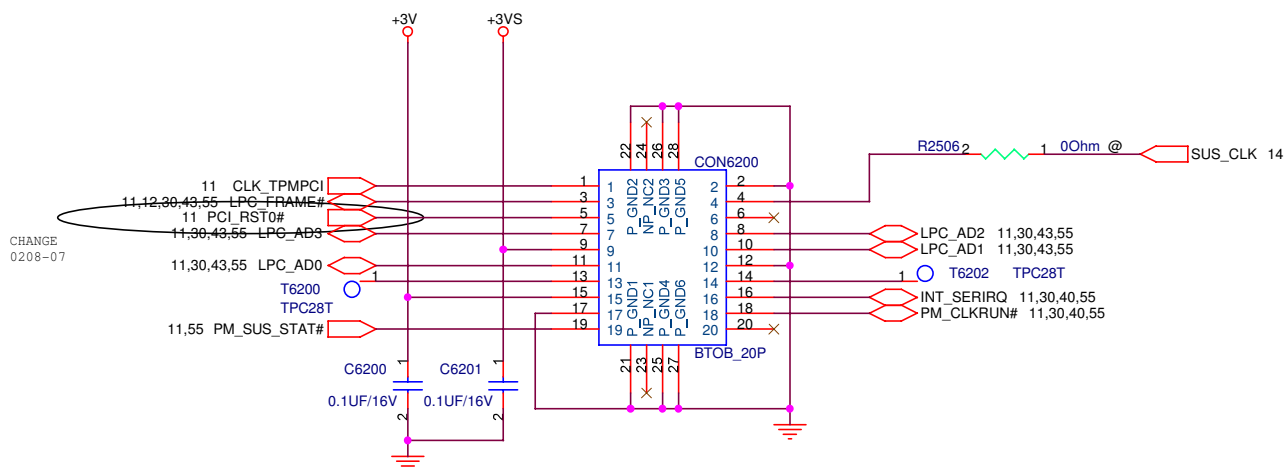 +3V +3VS
22 24 26 28
P_GND2 NP_NC2 P_GND3 P_GND5
CON6200
R2506 2 1 0Ohm @ SUS_CLK 14
11 CLK_TPMPCI 1 1 2 2
11,12,30,43,55 LPC_FRAME# 3 3 4 4
11 PCI_RST0# 5 5 6 6
11,30,43,55 LPC_AD3 7 7 8 8 LPC_AD2 11,30,43,55
CHANGE
0208-07
9 9 10 10 LPC_AD1 11,30,43,55
11,30,43,55 LPC_AD0 11 11 12 12
1 13 13 14 14 1 T6202 TPC28T
T6200
TPC28T
15 15 16 16 INT_SERIRQ 11,30,40,55
17 17 18 18 PM_CLKRUN# 11,30,40,55
11,55 PM_SUS_STAT# 19 19 20 20
P_GND1 NP_NC1 P_GND4 P_GND6
BTOB_20P
21 23 25 27
1 1
C6200 C6201
0.1UF/16V 0.1UF/16V
2 2